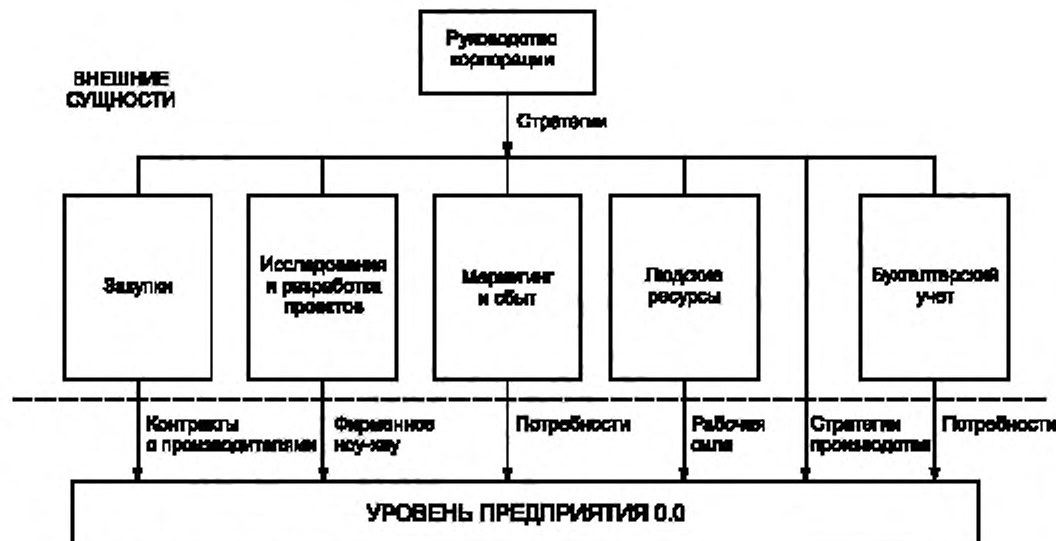 Руководство
корпорации
ВНЕШНИЕ
СУЩНОСТИ
Стратегии
Закупки
Исследования
и разработка
проектов
Маркетинг
и сбыт
Людские
ресурсы
Бухгалтерский
учет
Контракты
с производителями
Фирменное
ноу-хау
Потребности
Рабочая
сила
Стратегии
производства
Потребности
УРОВЕНЬ ПРЕДПРИЯТИЯ 0.0